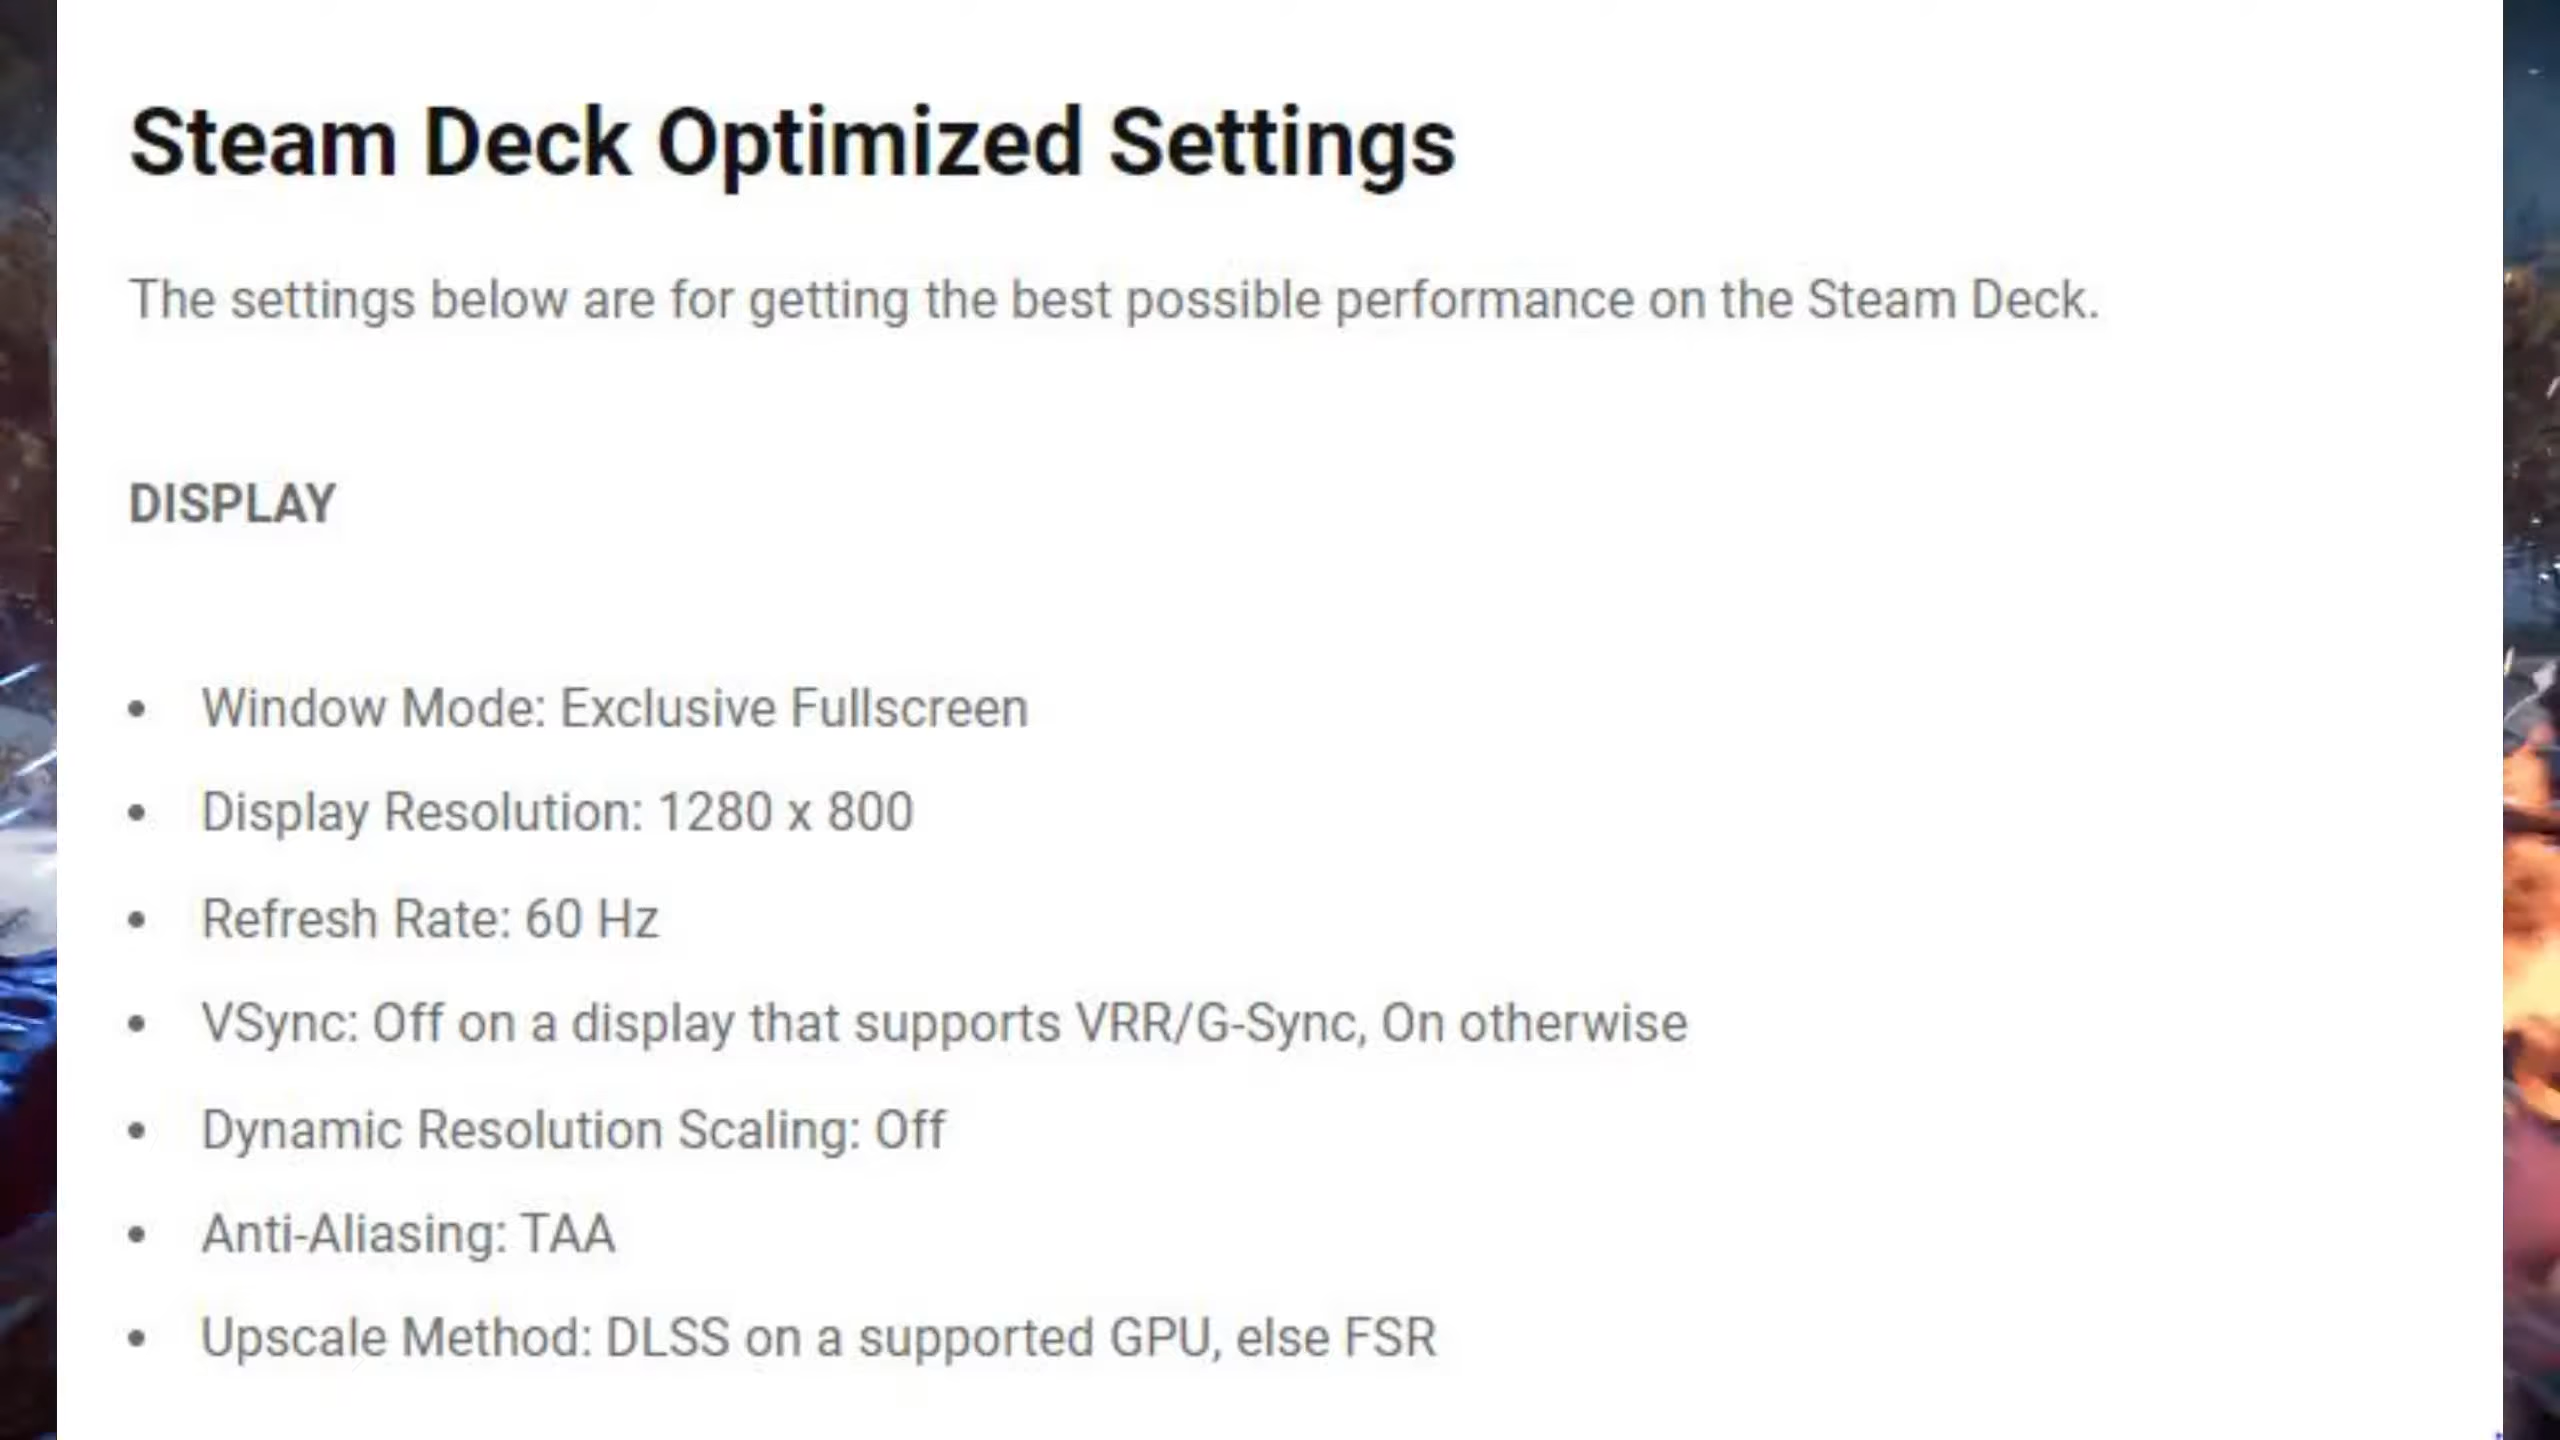 Steam Deck Optimized Settings
The settings below are for getting the best possible performance on the Steam Deck.
DISPLAY
• Window Mode: Exclusive Fullscreen
• Display Resolution: 1280 x 800
• Refresh Rate: 60 Hz
• VSync: Off on a display that supports VRR/G-Sync, On otherwise
• Dynamic Resolution Scaling: Off
• Anti-Aliasing: TAA
• Upscale Method: DLSS on a supported GPU, else FSR